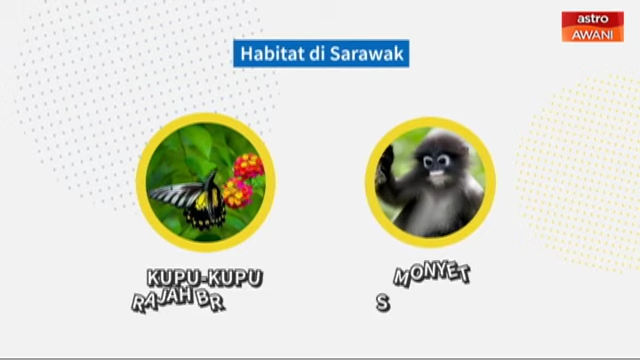 astro
AWANI
Habitat di Sarawak
KUPU-KUPU
RAJAH BR
MONYET
S